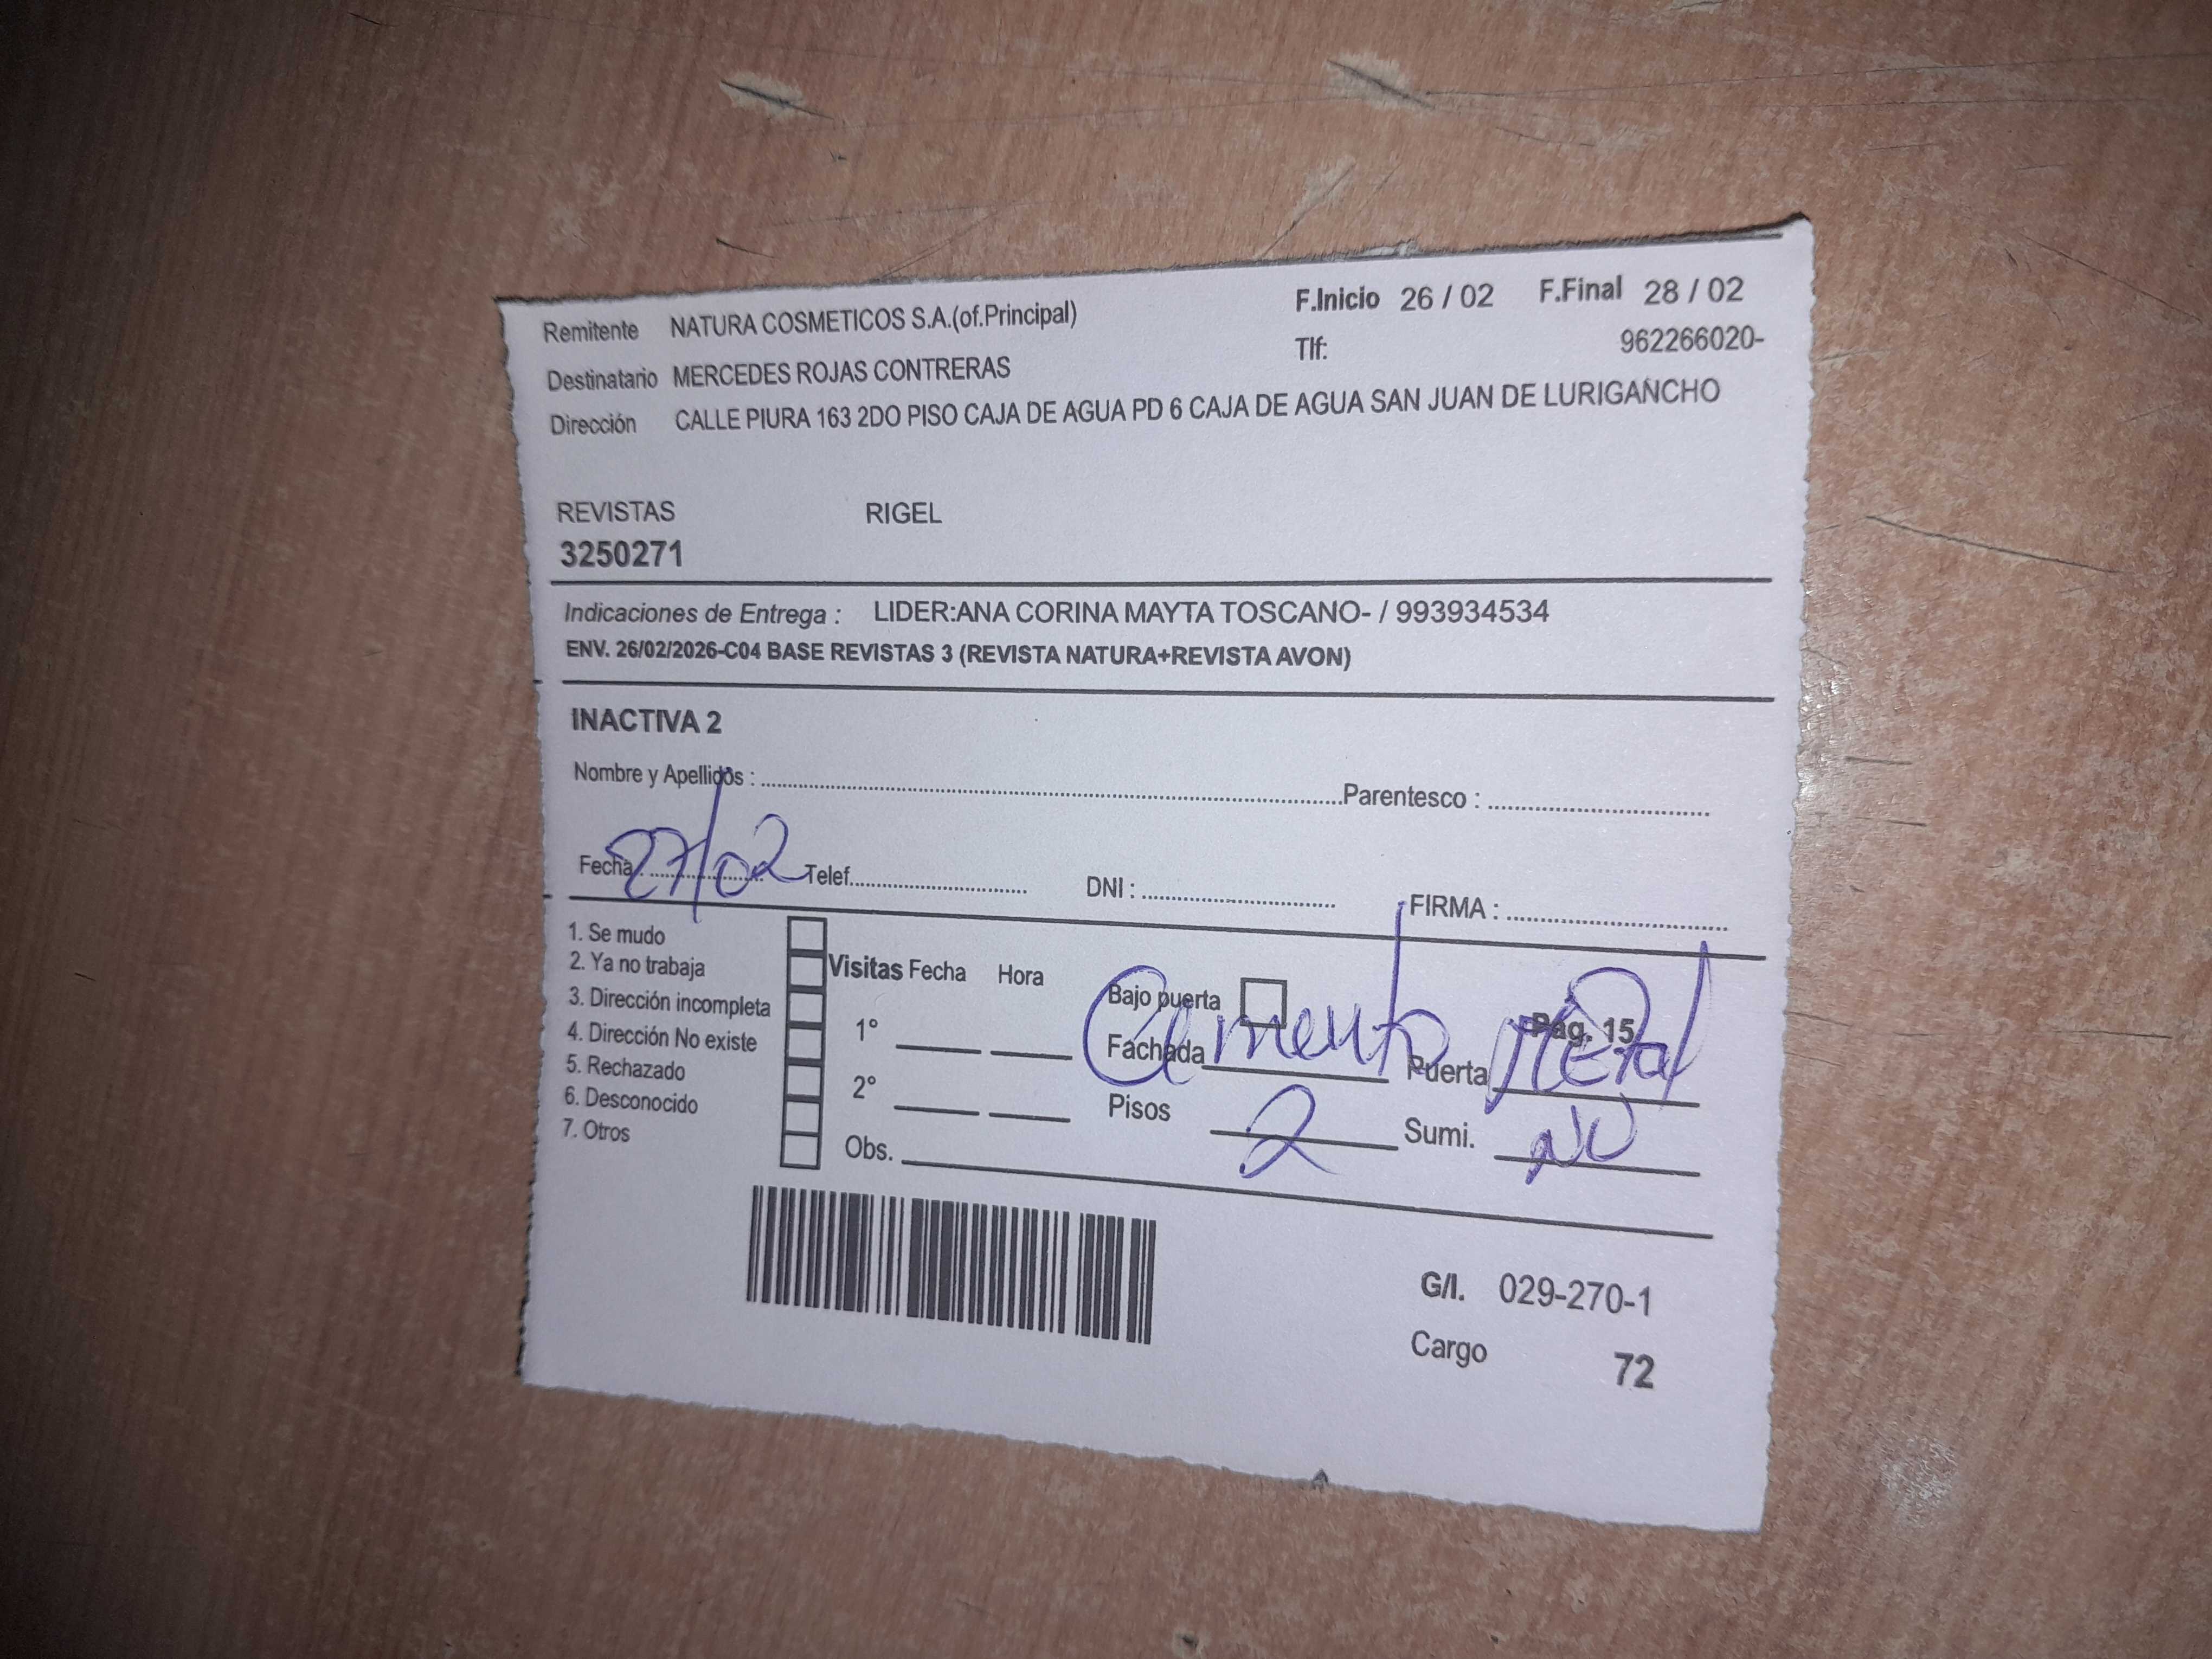 Remitente NATURA COSMETICOS S.A.(of.Principal) F.Inicio 26 / 02 F.Final 28 / 02
Destinatario MERCEDES ROJAS CONTRERAS Tlf: 962266020-
Dirección CALLE PIURA 163 2DO PISO CAJA DE AGUA PD 6 CAJA DE AGUA SAN JUAN DE LURIGANCHO
REVISTAS RIGEL
3250271
Indicaciones de Entrega : LIDER:ANA CORINA MAYTA TOSCANO- / 993934534
ENV. 26/02/2026-C04 BASE REVISTAS 3 (REVISTA NATURA+REVISTA AVON)
INACTIVA 2
Nombre y Apellidos : Parentesco :
Fecha: 27/02 Telef. DNI : FIRMA :
1. Se mudo
2. Ya no trabaja Visitas Fecha Hora
3. Dirección incompleta Bajo puerta
4. Dirección No existe 1° Fachada Cemento Puerta Metal Pag. 15
5. Rechazado
6. Desconocido 2° Pisos 2 Sumi. NO
7. Otros Obs.
G/I. 029-270-1
Cargo 72